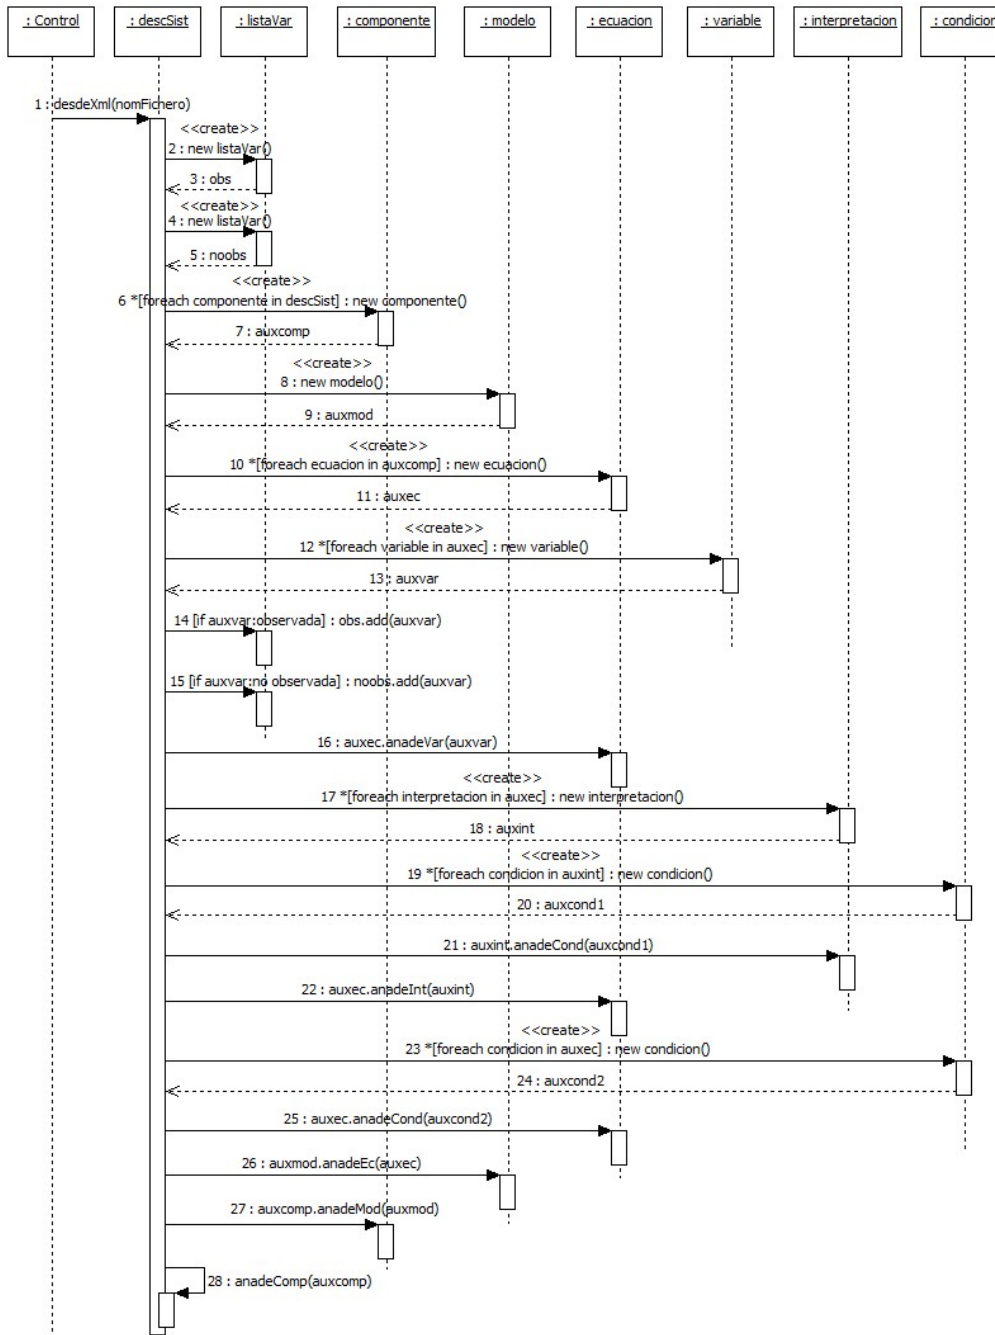 : Control
: descSist
: listaVar
: componente
: modelo
: ecuacion
: variable
: interpretacion
: condicion
1 : desdeXml(nomFichero)
<<create>>
2 : new listaVar()
3 : obs
<<create>>
4 : new listaVar()
5 : noobs
<<create>>
6 *[foreach componente in descSist] : new componente()
7 : auxcomp
<<create>>
8 : new modelo()
9 : auxmod
<<create>>
10 *[foreach ecuacion in auxcomp] : new ecuacion()
11 : auxec
<<create>>
12 *[foreach variable in auxec] : new variable()
13 : auxvar
14 [if auxvar:observada] : obs.add(auxvar)
15 [if auxvar:no observada] : noobs.add(auxvar)
16 : auxec.anadeVar(auxvar)
<<create>>
17 *[foreach interpretacion in auxec] : new interpretacion()
18 : auxint
<<create>>
19 *[foreach condicion in auxint] : new condicion()
20 : auxcond1
21 : auxint.anadeCond(auxcond1)
22 : auxec.anadeInt(auxint)
<<create>>
23 *[foreach condicion in auxec] : new condicion()
24 : auxcond2
25 : auxec.anadeCond(auxcond2)
26 : auxmod.anadeEc(auxec)
27 : auxcomp.anadeMod(auxmod)
28 : anadeComp(auxcomp)